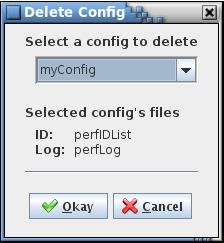 Delete Config
Select a config to delete
myConfig
Selected config's files
ID: perfIDList
Log: perfLog
Okay
Cancel